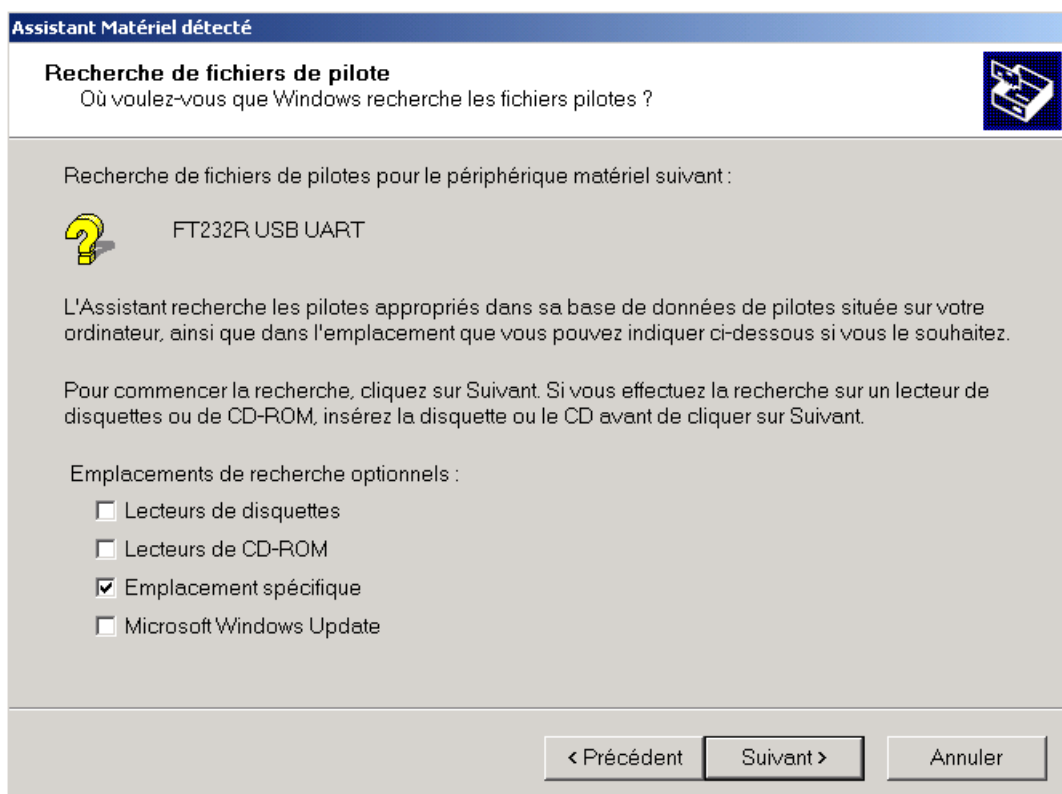 Assistant Matériel détecté
Recherche de fichiers de pilote
Où voulez-vous que Windows recherche les fichiers pilotes ?
Recherche de fichiers de pilotes pour le périphérique matériel suivant :
FT232R USB UART
L'Assistant recherche les pilotes appropriés dans sa base de données de pilotes située sur votre
ordinateur, ainsi que dans l'emplacement que vous pouvez indiquer ci-dessous si vous le souhaitez.
Pour commencer la recherche, cliquez sur Suivant. Si vous effectuez la recherche sur un lecteur de
disquettes ou de CD-ROM, insérez la disquette ou le CD avant de cliquer sur Suivant.
Emplacements de recherche optionnels :
Lecteurs de disquettes
Lecteurs de CD-ROM
Emplacement spécifique
Microsoft Windows Update
< Précédent Suivant > Annuler